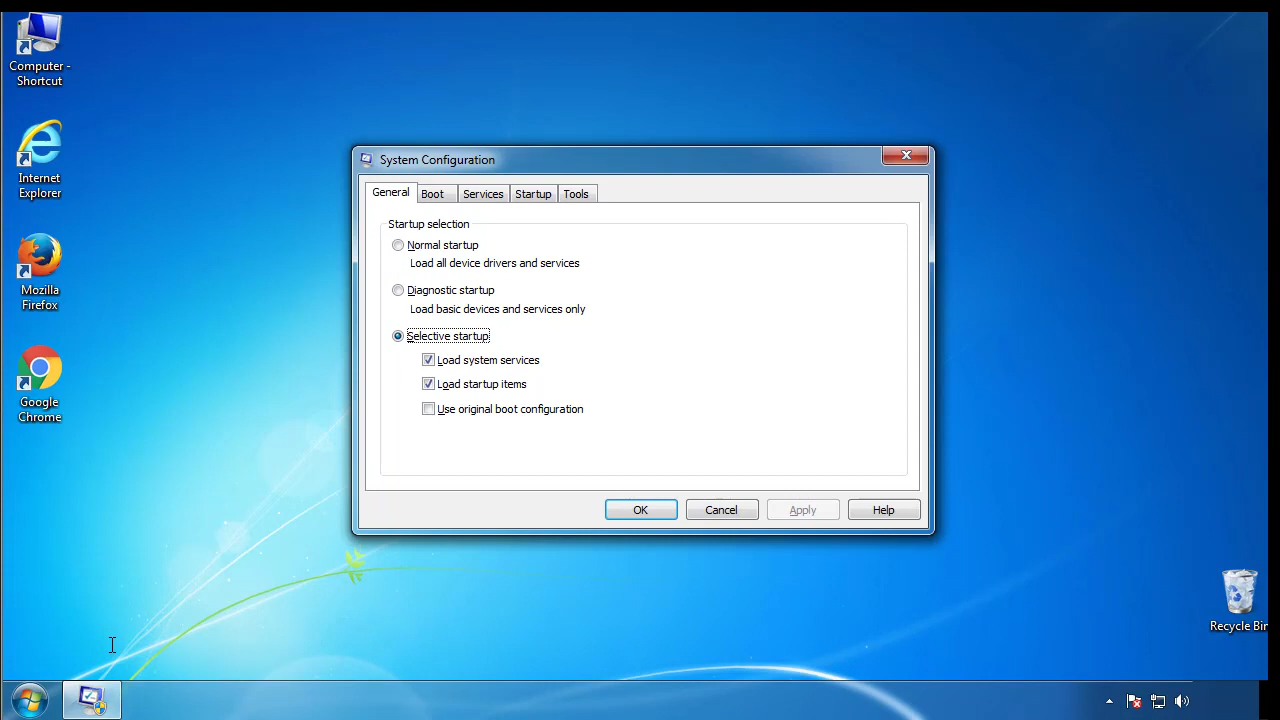 Computer -
Shortcut
Internet
Explorer
Mozilla
Firefox
Google
Chrome
System Configuration
General
Boot
Services
Startup
Tools
Startup selection
Normal startup
Load all device drivers and services
Diagnostic startup
Load basic devices and services only
Selective startup
Load system services
Load startup items
Use original boot configuration
OK
Cancel
Apply
Help
Recycle Bin